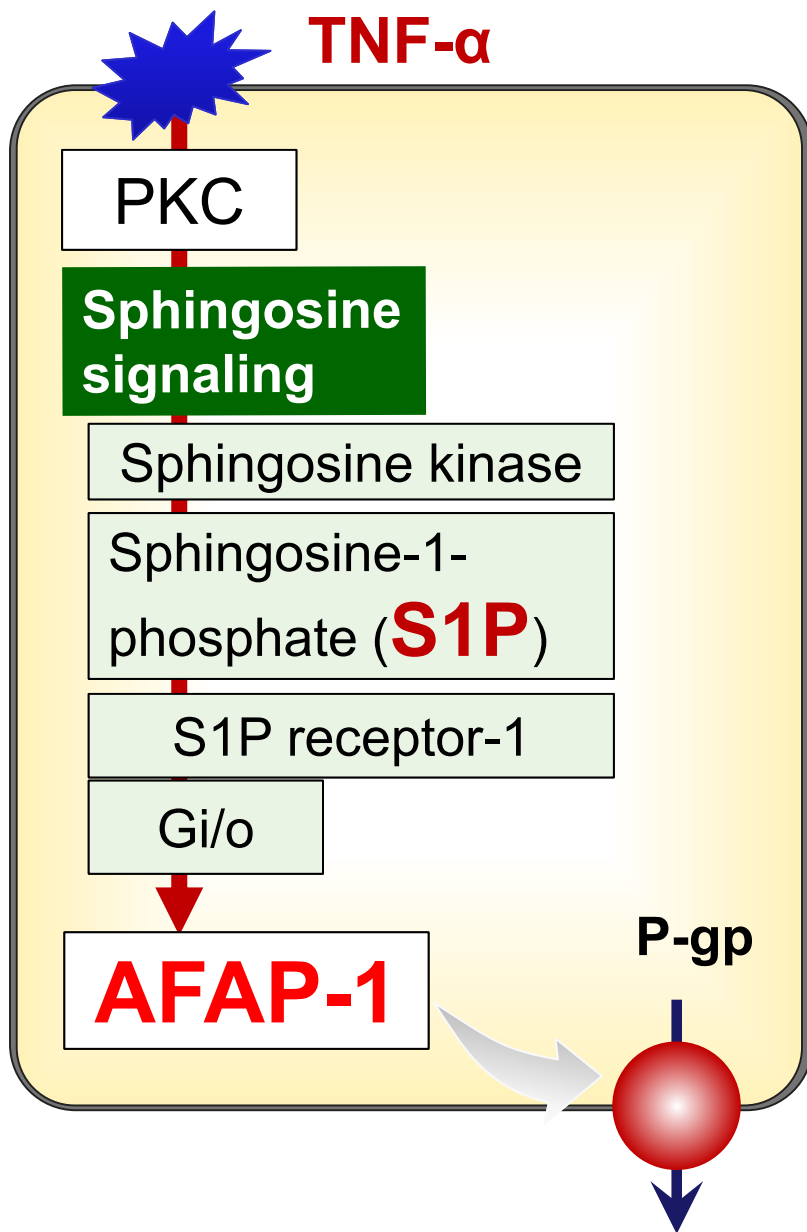 TNF-α
PKC
Sphingosine
signaling
Sphingosine kinase
Sphingosine-1-
phosphate (S1P)
S1P receptor-1
Gi/o
AFAP-1
P-gp